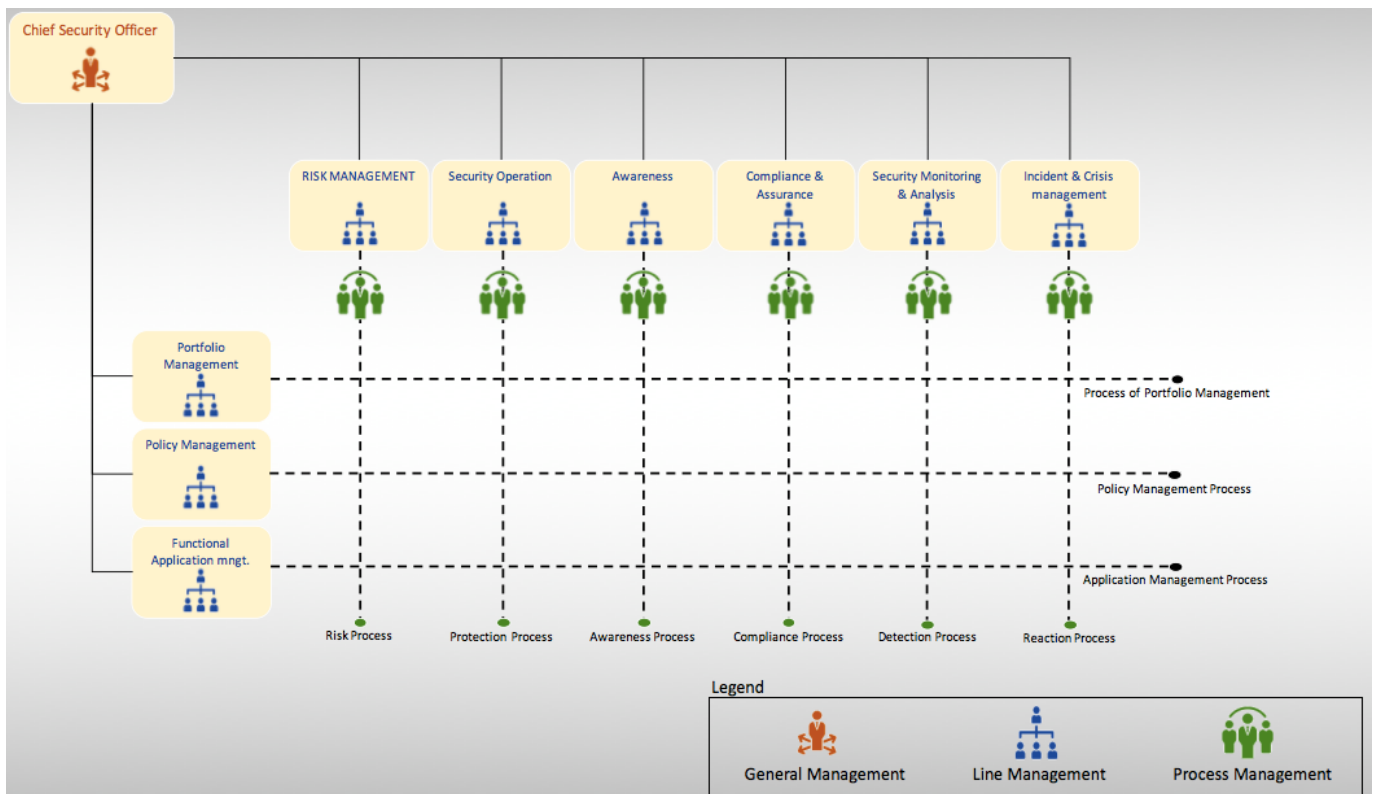 Chief Security Officer
RISK MANAGEMENT
Security Operation
Awareness
Compliance &
Assurance
Security Monitoring
& Analysis
Incident & Crisis
management
Portfolio
Management
Process of Portfolio Management
Policy Management
Policy Management Process
Functional
Application mngt.
Application Management Process
Risk Process
Protection Process
Awareness Process
Compliance Process
Detection Process
Reaction Process
Legend
General Management
Line Management
Process Management